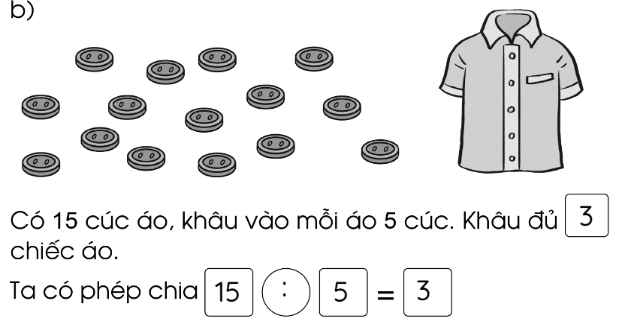 b)
Có 15 cúc áo, khâu vào mỗi áo 5 cúc. Khâu đủ 3
chiếc áo.
Ta có phép chia 15 : 5 = 3